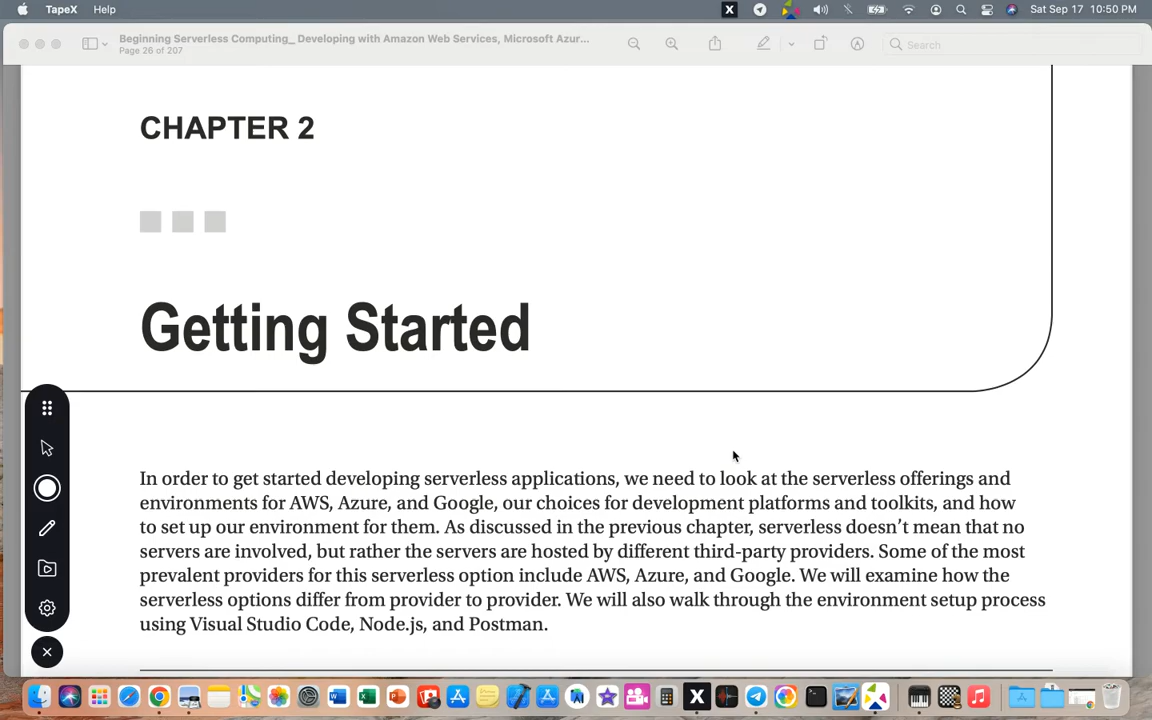 TapeX Help Sat Sep 17 10:50 PM
Beginning Serverless Computing_ Developing with Amazon Web Services, Microsoft Azur...
Page 26 of 207
Search
CHAPTER 2
Getting Started
In order to get started developing serverless applications, we need to look at the serverless offerings and
environments for AWS, Azure, and Google, our choices for development platforms and toolkits, and how
to set up our environment for them. As discussed in the previous chapter, serverless doesn't mean that no
servers are involved, but rather the servers are hosted by different third-party providers. Some of the most
prevalent providers for this serverless option include AWS, Azure, and Google. We will examine how the
serverless options differ from provider to provider. We will also walk through the environment setup process
using Visual Studio Code, Node.js, and Postman.